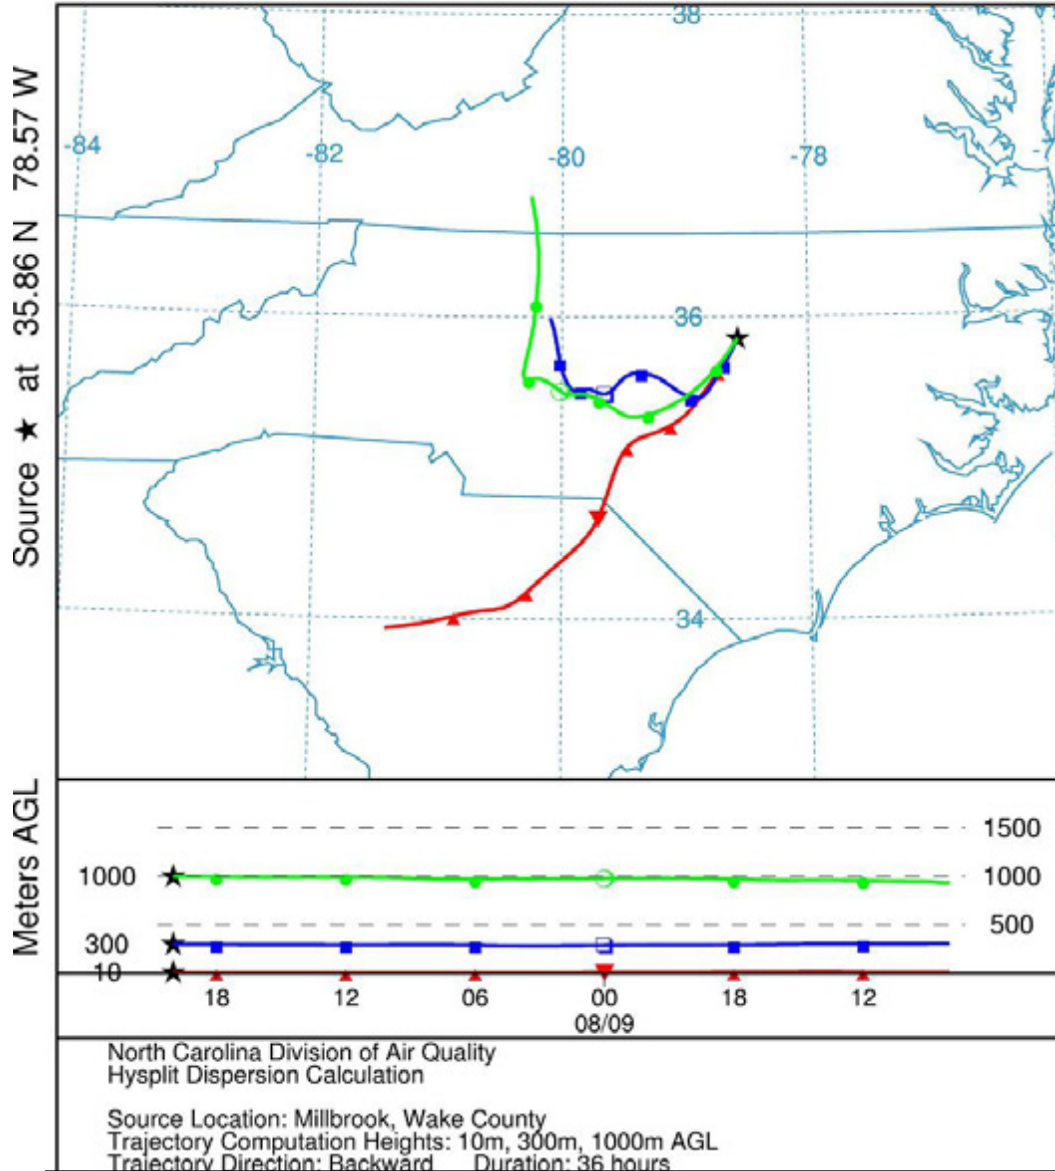 Source ★ at 35.86 N 78.57 W
38
-84
-82
-80
-78
36
34
Meters AGL
1500
1000
1000
500
300
10
18 12 06 00 18 12
08/09
North Carolina Division of Air Quality
Hysplit Dispersion Calculation
Source Location: Millbrook, Wake County
Trajectory Computation Heights: 10m, 300m, 1000m AGL
Trajectory Direction: Backward Duration: 36 hours